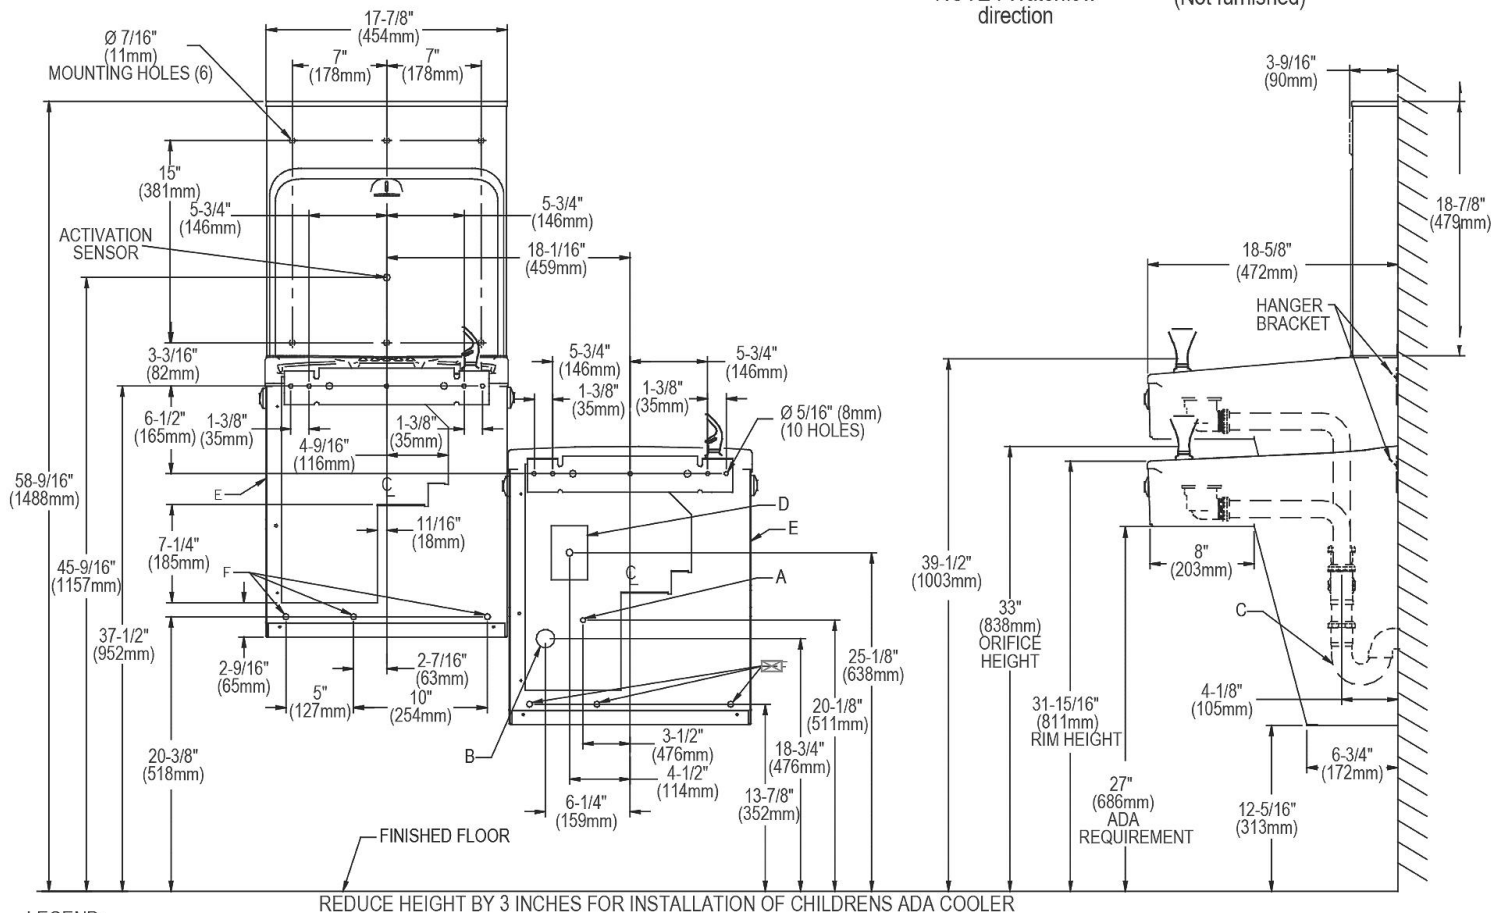 direction
(Not furnished)
17-7/8"
(454mm)
Ø 7/16"
(11mm)
MOUNTING HOLES (6)
7"
(178mm)
7"
(178mm)
3-9/16"
(90mm)
15"
(381mm)
5-3/4"
(146mm)
5-3/4"
(146mm)
18-7/8"
(479mm)
ACTIVATION
SENSOR
18-1/16"
(459mm)
18-5/8"
(472mm)
HANGER
BRACKET
3-3/16"
(82mm)
5-3/4"
(146mm)
5-3/4"
(146mm)
6-1/2"
(165mm)
1-3/8"
(35mm)
4-9/16"
(116mm)
1-3/8"
(35mm)
1-3/8"
(35mm)
1-3/8"
(35mm)
Ø 5/16" (8mm)
(10 HOLES)
58-9/16"
(1488mm)
E
C
D
E
7-1/4"
(185mm)
11/16"
(18mm)
45-9/16"
(1157mm)
F
C
A
39-1/2"
(1003mm)
8"
(203mm)
33"
(838mm)
ORIFICE
HEIGHT
C
37-1/2"
(952mm)
2-9/16"
(65mm)
2-7/16"
(63mm)
5"
(127mm)
10"
(254mm)
25-1/8"
(638mm)
20-1/8"
(511mm)
31-15/16"
(811mm)
RIM HEIGHT
4-1/8"
(105mm)
20-3/8"
(518mm)
B
3-1/2"
(476mm)
4-1/2"
(114mm)
6-1/4"
(159mm)
18-3/4"
(476mm)
13-7/8"
(352mm)
27"
(686mm)
ADA
REQUIREMENT
6-3/4"
(172mm)
12-5/16"
(313mm)
FINISHED FLOOR
REDUCE HEIGHT BY 3 INCHES FOR INSTALLATION OF CHILDRENS ADA COOLER